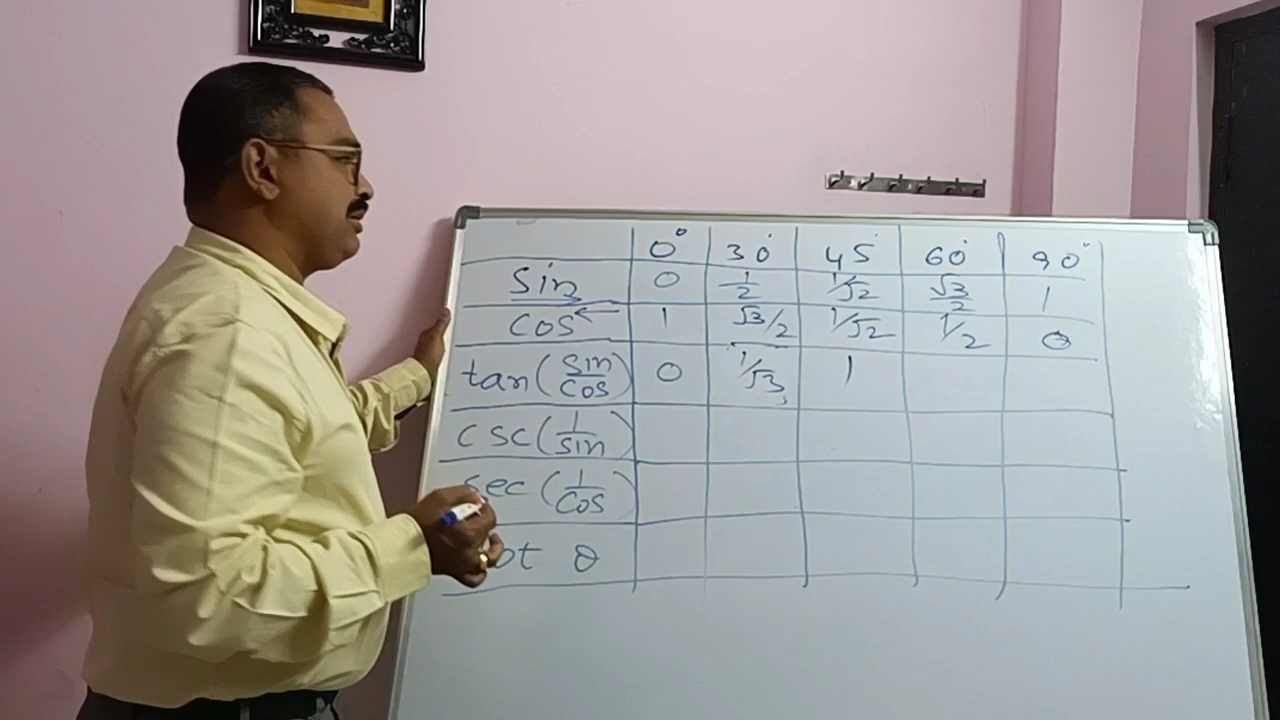 0° 30° 45° 60° 90°
Sin 0 1/2 1/√2 √3/2 1
cos ← 1 √3/2 1/√2 1/2 0
tan (sin/cos) 0 1/√3 1
csc (1/sin)
sec (1/cos)
ot θ